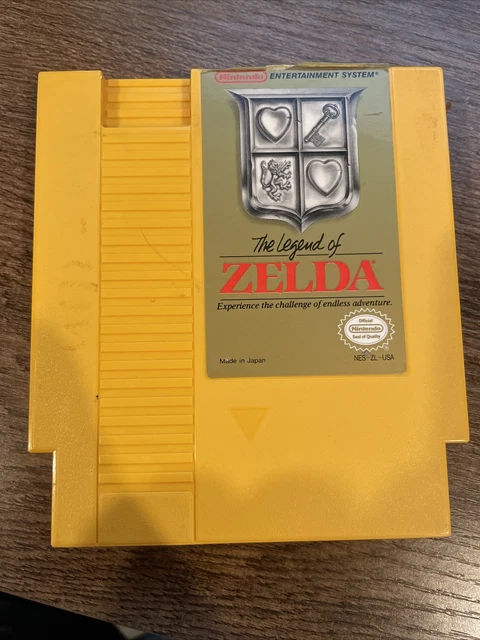 Nintendo ENTERTAINMENT SYSTEM®
The Legend of
ZELDA®
Experience the challenge of endless adventure.
Official
Nintendo
Seal of Quality
Made in Japan
NES-ZL-USA